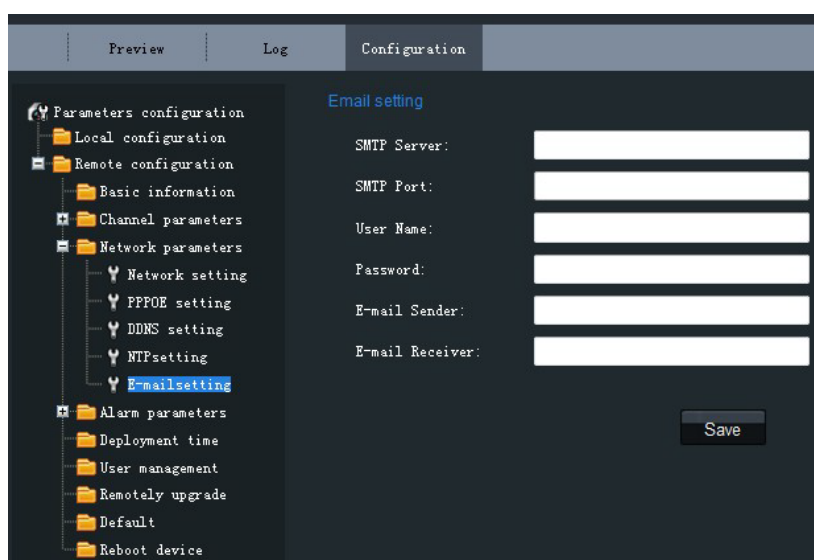 Preview Log Configuration
Parameters configuration
Local configuration
Remote configuration
Basic information
Channel parameters
Network parameters
Network setting
PPPOE setting
DDNS setting
NTPsetting
E-mailsetting
Alarm parameters
Deployment time
User management
Remotely upgrade
Default
Reboot device
Email setting
SMTP Server:
SMTP Port:
User Name:
Password:
E-mail Sender:
E-mail Receiver:
Save